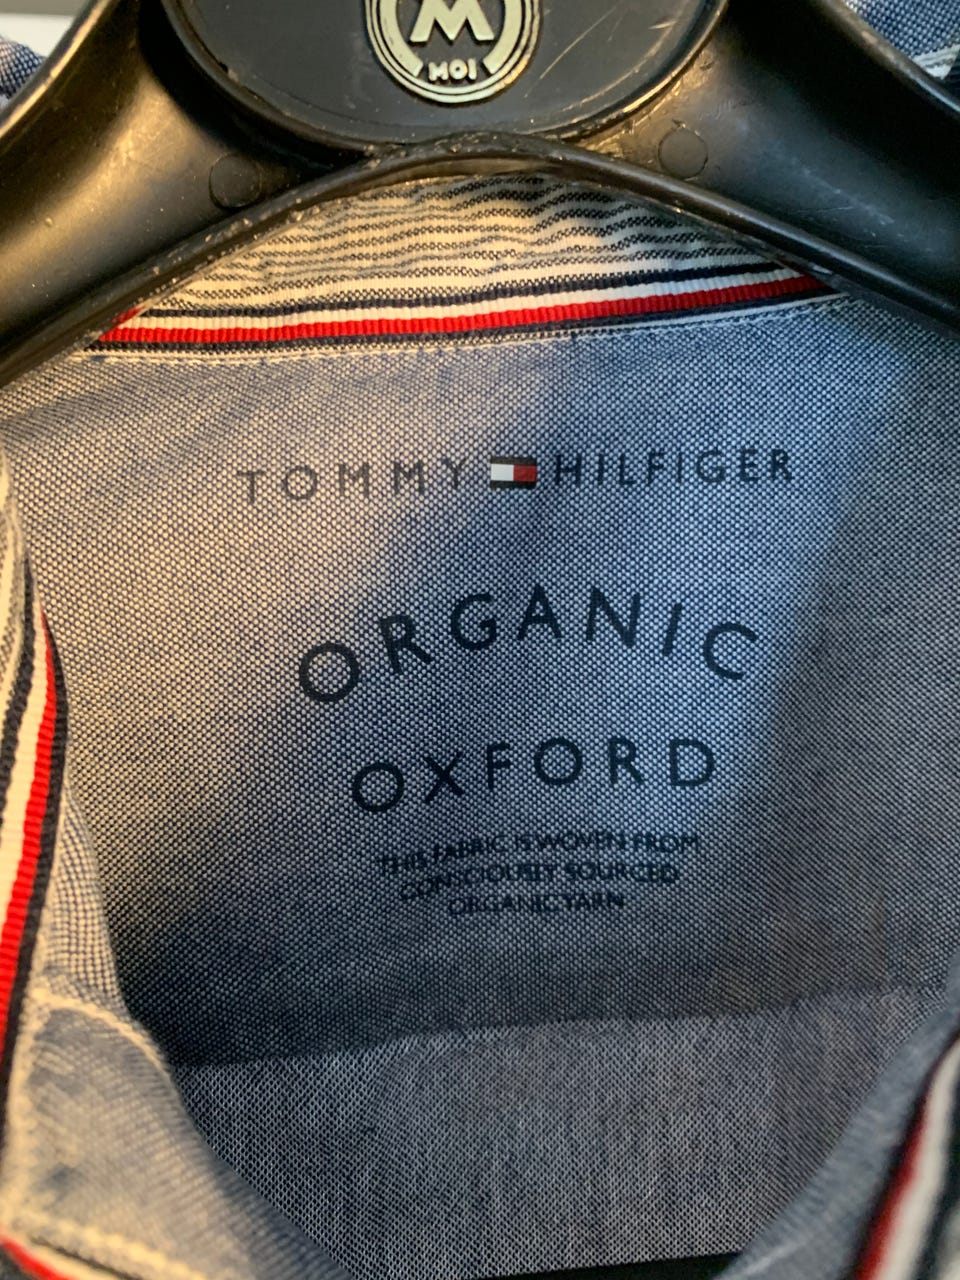 M
MOI
TOMMY HILFIGER
ORGANIC
OXFORD
THIS FABRIC IS WOVEN FROM
CONSCIOUSLY SOURCED
ORGANIC YARN